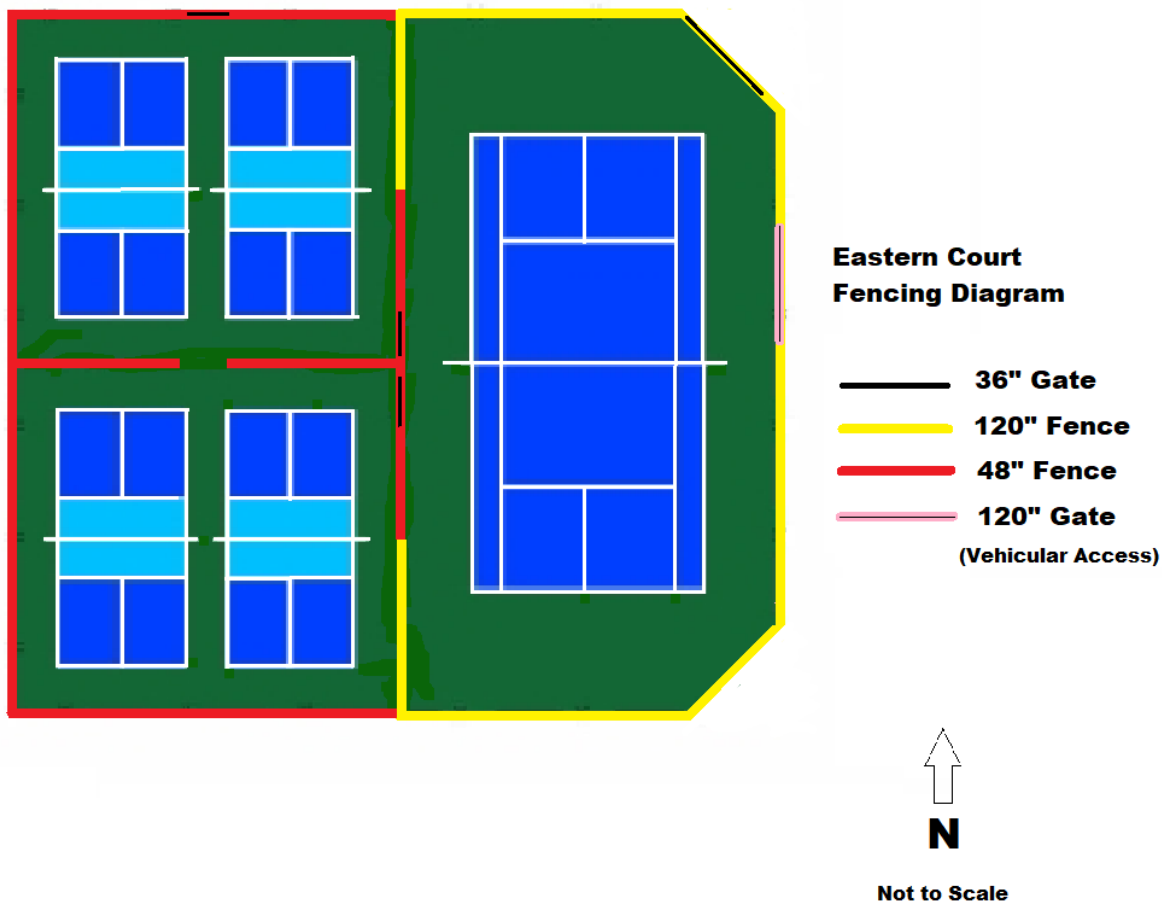 Eastern Court
Fencing Diagram
36" Gate
120" Fence
48" Fence
120" Gate
(Vehicular Access)
N
Not to Scale